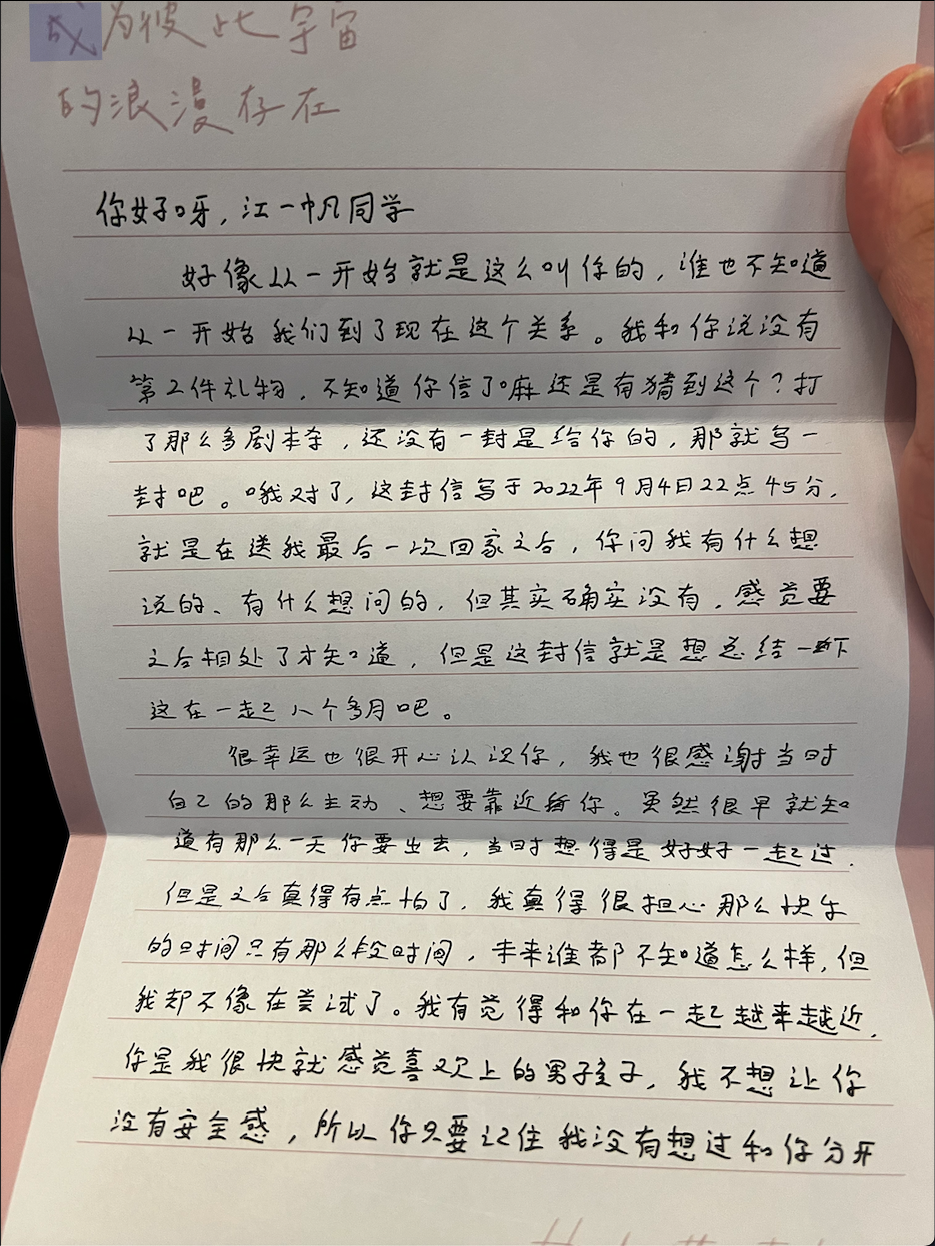 成为彼此宇宙
的浪漫存在
你好呀，江一帆同学
好像从一开始就是这么叫你的，谁也不知道
从一开始我们到了现在这个关系。我和你说没有
第2件礼物，不知道你信了嘛还是有猜到这个？打
了那么多剧本杀，还没有一封是给你的，那就写一
封吧。哦对了，这封信写于2022年9月4日22点45分，
就是在送我最后一次回家之后，你问我有什么想
说的、有什么想问的，但其实确实没有，感觉要
之后相处了才知道，但是这封信就是想总结一下
这在一起八个多月吧。
很幸运也很开心认识你，我也很感谢当时
自己的那么主动、想要靠近你。虽然很早就知
道有那么一天你要出去，当时想得是好好一起过，
但是之后真得有点怕了，我真得很担心那么快乐
的时间只有那么段时间，未来谁都不知道怎么样，但
我却不像在尝试了。我有觉得和你在一起越来越近，
你是我很快就感觉喜欢上的男孩子，我不想让你
没有安全感，所以你只要记住我没有想过和你分开